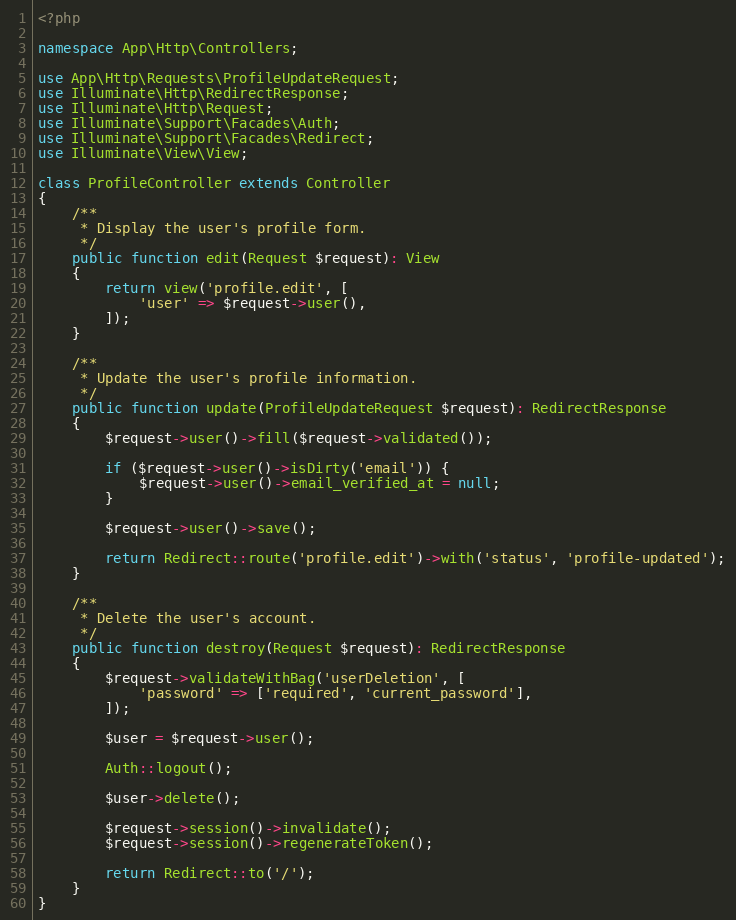 1 <?php
2
3 namespace App\Http\Controllers;
4
5 use App\Http\Requests\ProfileUpdateRequest;
6 use Illuminate\Http\RedirectResponse;
7 use Illuminate\Http\Request;
8 use Illuminate\Support\Facades\Auth;
9 use Illuminate\Support\Facades\Redirect;
10 use Illuminate\View\View;
11
12 class ProfileController extends Controller
13 {
14     /**
15      * Display the user's profile form.
16      */
17     public function edit(Request $request): View
18     {
19         return view('profile.edit', [
20             'user' => $request->user(),
21         ]);
22     }
23
24     /**
25      * Update the user's profile information.
26      */
27     public function update(ProfileUpdateRequest $request): RedirectResponse
28     {
29         $request->user()->fill($request->validated());
30
31         if ($request->user()->isDirty('email')) {
32             $request->user()->email_verified_at = null;
33         }
34
35         $request->user()->save();
36
37         return Redirect::route('profile.edit')->with('status', 'profile-updated');
38     }
39
40     /**
41      * Delete the user's account.
42      */
43     public function destroy(Request $request): RedirectResponse
44     {
45         $request->validateWithBag('userDeletion', [
46             'password' => ['required', 'current_password'],
47         ]);
48
49         $user = $request->user();
50
51         Auth::logout();
52
53         $user->delete();
54
55         $request->session()->invalidate();
56         $request->session()->regenerateToken();
57
58         return Redirect::to('/');
59     }
60 }